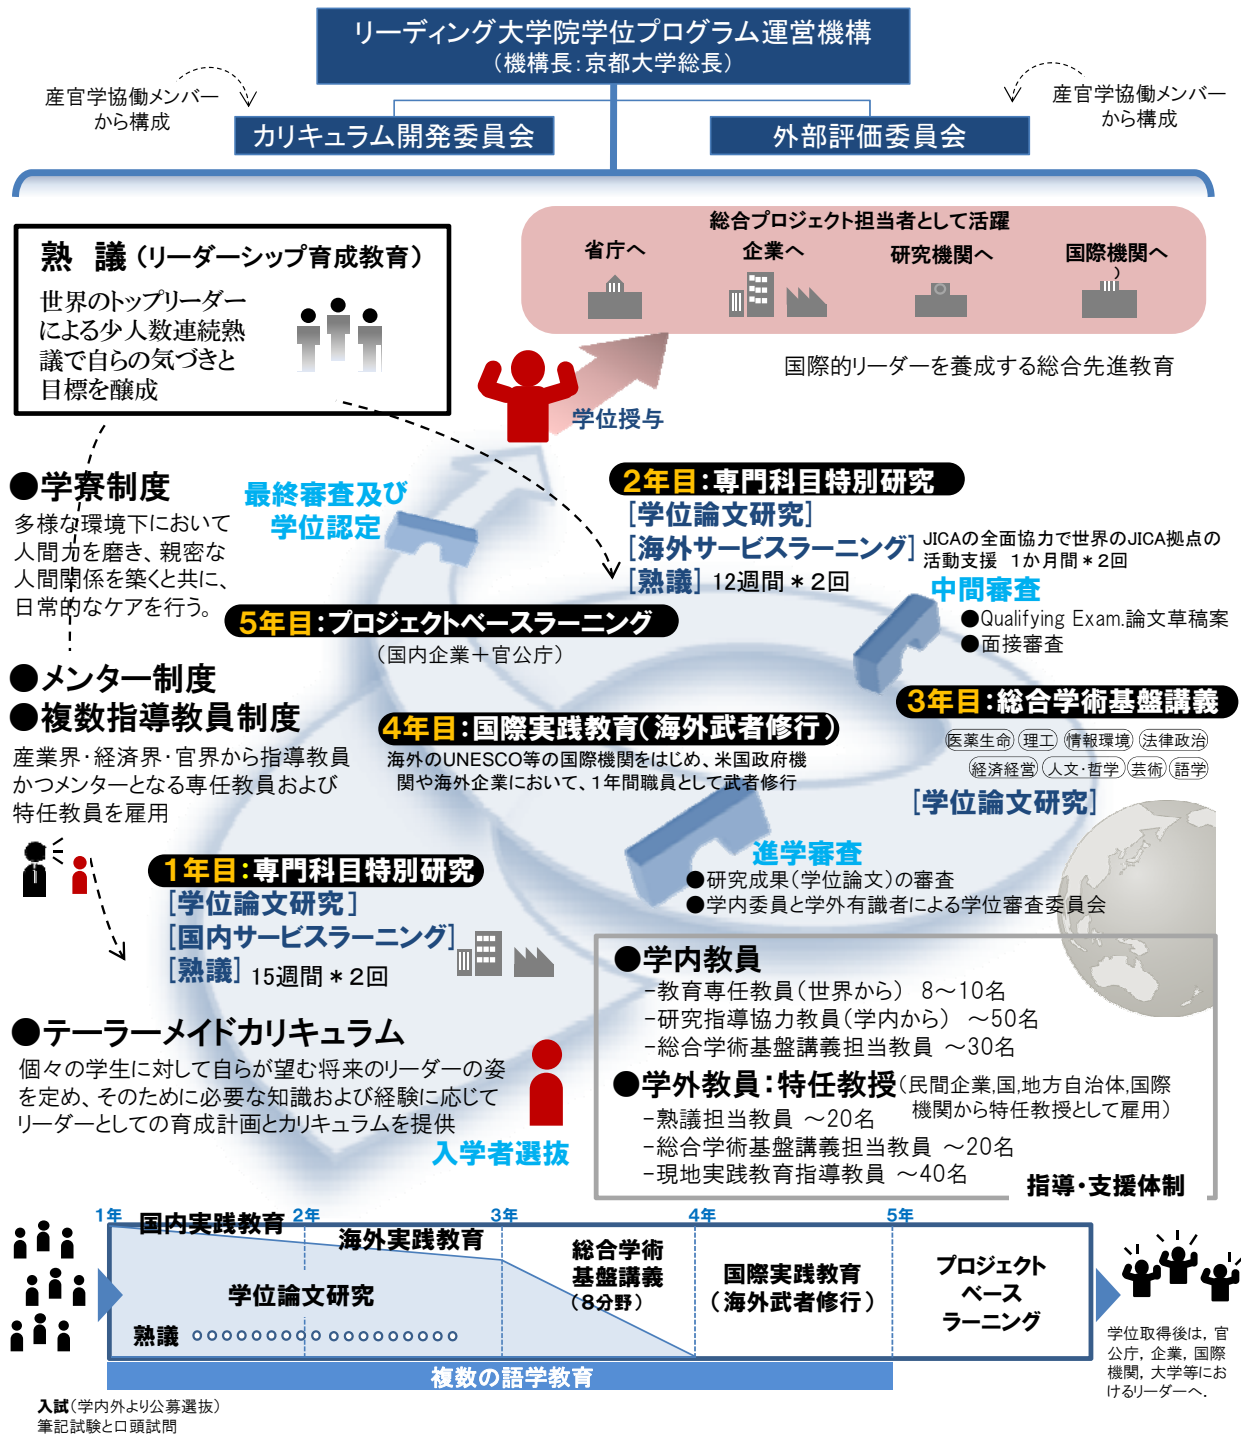 リーディング大学院学位プログラム運営機構
（機構長：京都大学総長）
産官学協働メンバー
から構成
産官学協働メンバー
から構成
カリキュラム開発委員会
外部評価委員会
熟 議（リーダーシップ育成教育）
世界のトップリーダー
による少人数連続熟
議で自らの気づきと
目標を醸成
総合プロジェクト担当者として活躍
省庁へ
企業へ
研究機関へ
国際機関へ
）
国際的リーダーを養成する総合先進教育
学位授与
●学寮制度
多様な環境下において
人間力を磨き、親密な
人間関係を築くと共に、
日常的なケアを行う。
最終審査及び
学位認定
2年目：専門科目特別研究
［学位論文研究］
［海外サービスラーニング］
［熟議］ 12週間＊2回
JICAの全面協力で世界のJICA拠点の
活動支援 1か月間＊2回
中間審査
●Qualifying Exam.論文草稿案
●面接審査
5年目：プロジェクトベースラーニング
（国内企業＋官公庁）
●メンター制度
●複数指導教員制度
産業界・経済界・官界から指導教員
かつメンターとなる専任教員および
特任教員を雇用
4年目：国際実践教育（海外武者修行）
海外のUNESCO等の国際機関をはじめ、米国政府機
関や海外企業において、1年間職員として武者修行
3年目：総合学術基盤講義
医薬生命 理工 情報環境 法律政治
経済経営 人文・哲学 芸術 語学
［学位論文研究］
進学審査
●研究成果（学位論文）の審査
●学内委員と学外有識者による学位審査委員会
1年目：専門科目特別研究
［学位論文研究］
［国内サービスラーニング］
［熟議］ 15週間＊2回
●学内教員
-教育専任教員（世界から） 8～10名
-研究指導協力教員（学内から） ～50名
-総合学術基盤講義担当教員 ～30名
●学外教員：特任教授（民間企業,国,地方自治体,国際
機関から特任教授として雇用）
-熟議担当教員 ～20名
-総合学術基盤講義担当教員 ～20名
-現地実践教育指導教員 ～40名
指導・支援体制
●テーラーメイドカリキュラム
個々の学生に対して自らが望む将来のリーダーの姿
を定め、そのために必要な知識および経験に応じて
リーダーとしての育成計画とカリキュラムを提供
入学者選抜
1年 2年 3年 4年 5年
国内実践教育
海外実践教育
学位論文研究
熟議
総合学術
基盤講義
（8分野）
国際実践教育
（海外武者修行）
プロジェクト
ベース
ラーニング
複数の語学教育
入試（学内外より公募選抜）
筆記試験と口頭試問
学位取得後は，官
公庁，企業，国際
機関，大学等にお
けるリーダーへ．